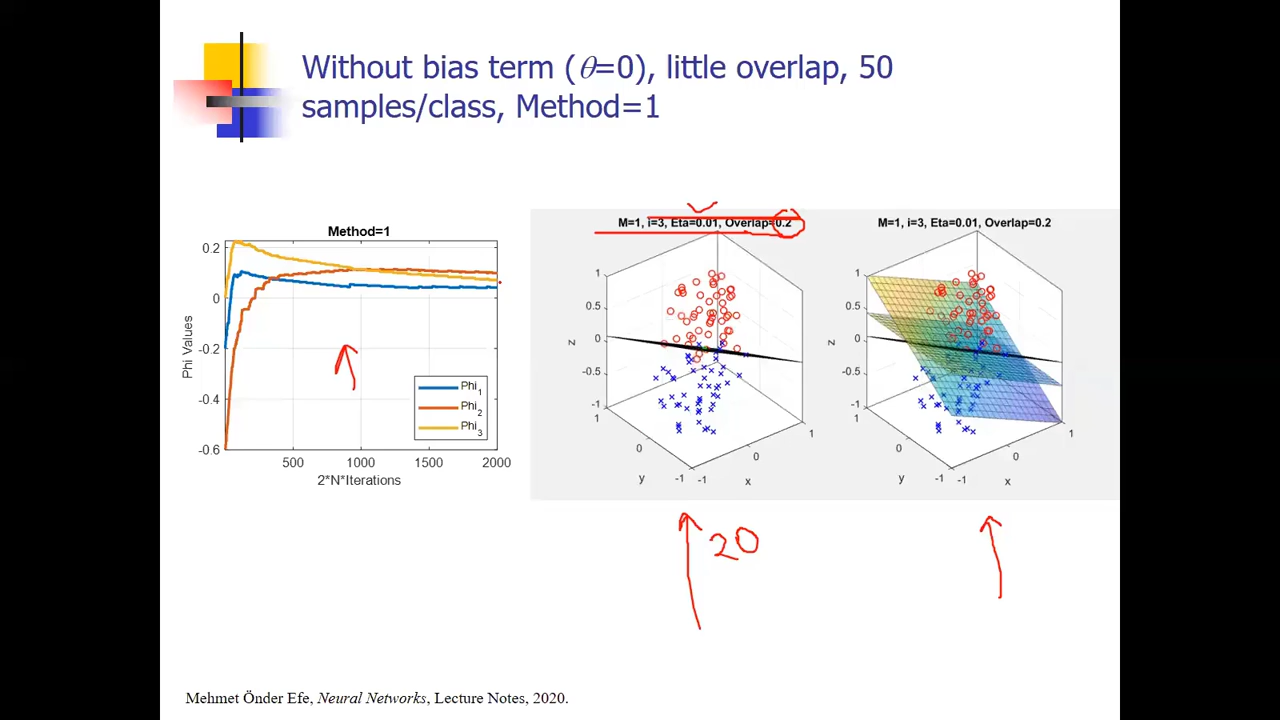 Without bias term (θ=0), little overlap, 50
samples/class, Method=1
Method=1
0.2
0
-0.2
-0.4
-0.6
Phi Values
500
1000
1500
2000
2*N*Iterations
Phi1
Phi2
Phi3
M=1, i=3, Eta=0.01, Overlap=0.2
1
0.5
0
-0.5
-1
z
1
0
-1
y
-1
0
1
x
M=1, i=3, Eta=0.01, Overlap=0.2
1
0.5
0
-0.5
-1
z
1
0
-1
y
-1
0
1
x
20
Mehmet Önder Efe, Neural Networks, Lecture Notes, 2020.